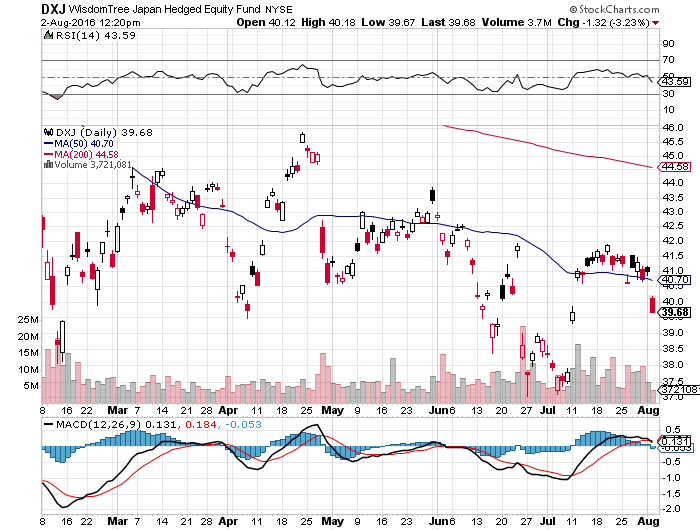 DXJ WisdomTree Japan Hedged Equity Fund NYSE © StockCharts.com
2-Aug-2016 12:20pm Open 40.12 High 40.18 Low 39.67 Last 39.68 Volume 3.7M Chg -1.32 (-3.23%)
RSI(14) 43.59
90
70
50
43.59
30
10
DXJ (Daily) 39.68
MA(50) 40.70
MA(200) 44.58
Volume 3,721,081
46.0
45.5
45.0
44.58
44.0
43.5
43.0
42.5
42.0
41.5
41.0
40.70
40.5
40.0
39.68
39.5
39.0
38.5
38.0
37.5
3721081
37.0
25M
20M
15M
10M
5M
8 16 22 Mar 7 14 21 28 Apr 11 18 25 May 9 16 23 Jun 6 13 20 27 Jul 11 18 25 Aug
MACD(12,26,9) 0.131, 0.184, -0.053
0.5
0.131
-0.053
-0.5
-1.0
-1.5
-2.0
8 16 22 Mar 7 14 21 28 Apr 11 18 25 May 9 16 23 Jun 6 13 20 27 Jul 11 18 25 Aug